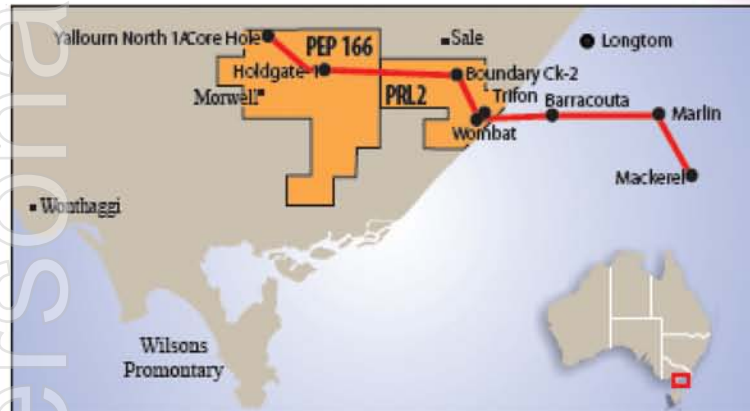 Yallourn North 1A Core Hole
PEP 166
Sale
Longtom
Holdgate-1
Boundary Ck-2
Morwell
PRL2
Trifon
Barracouta
Marlin
Wombat
Mackerel
Wonthaggi
Wilsons
Promontary
ersona